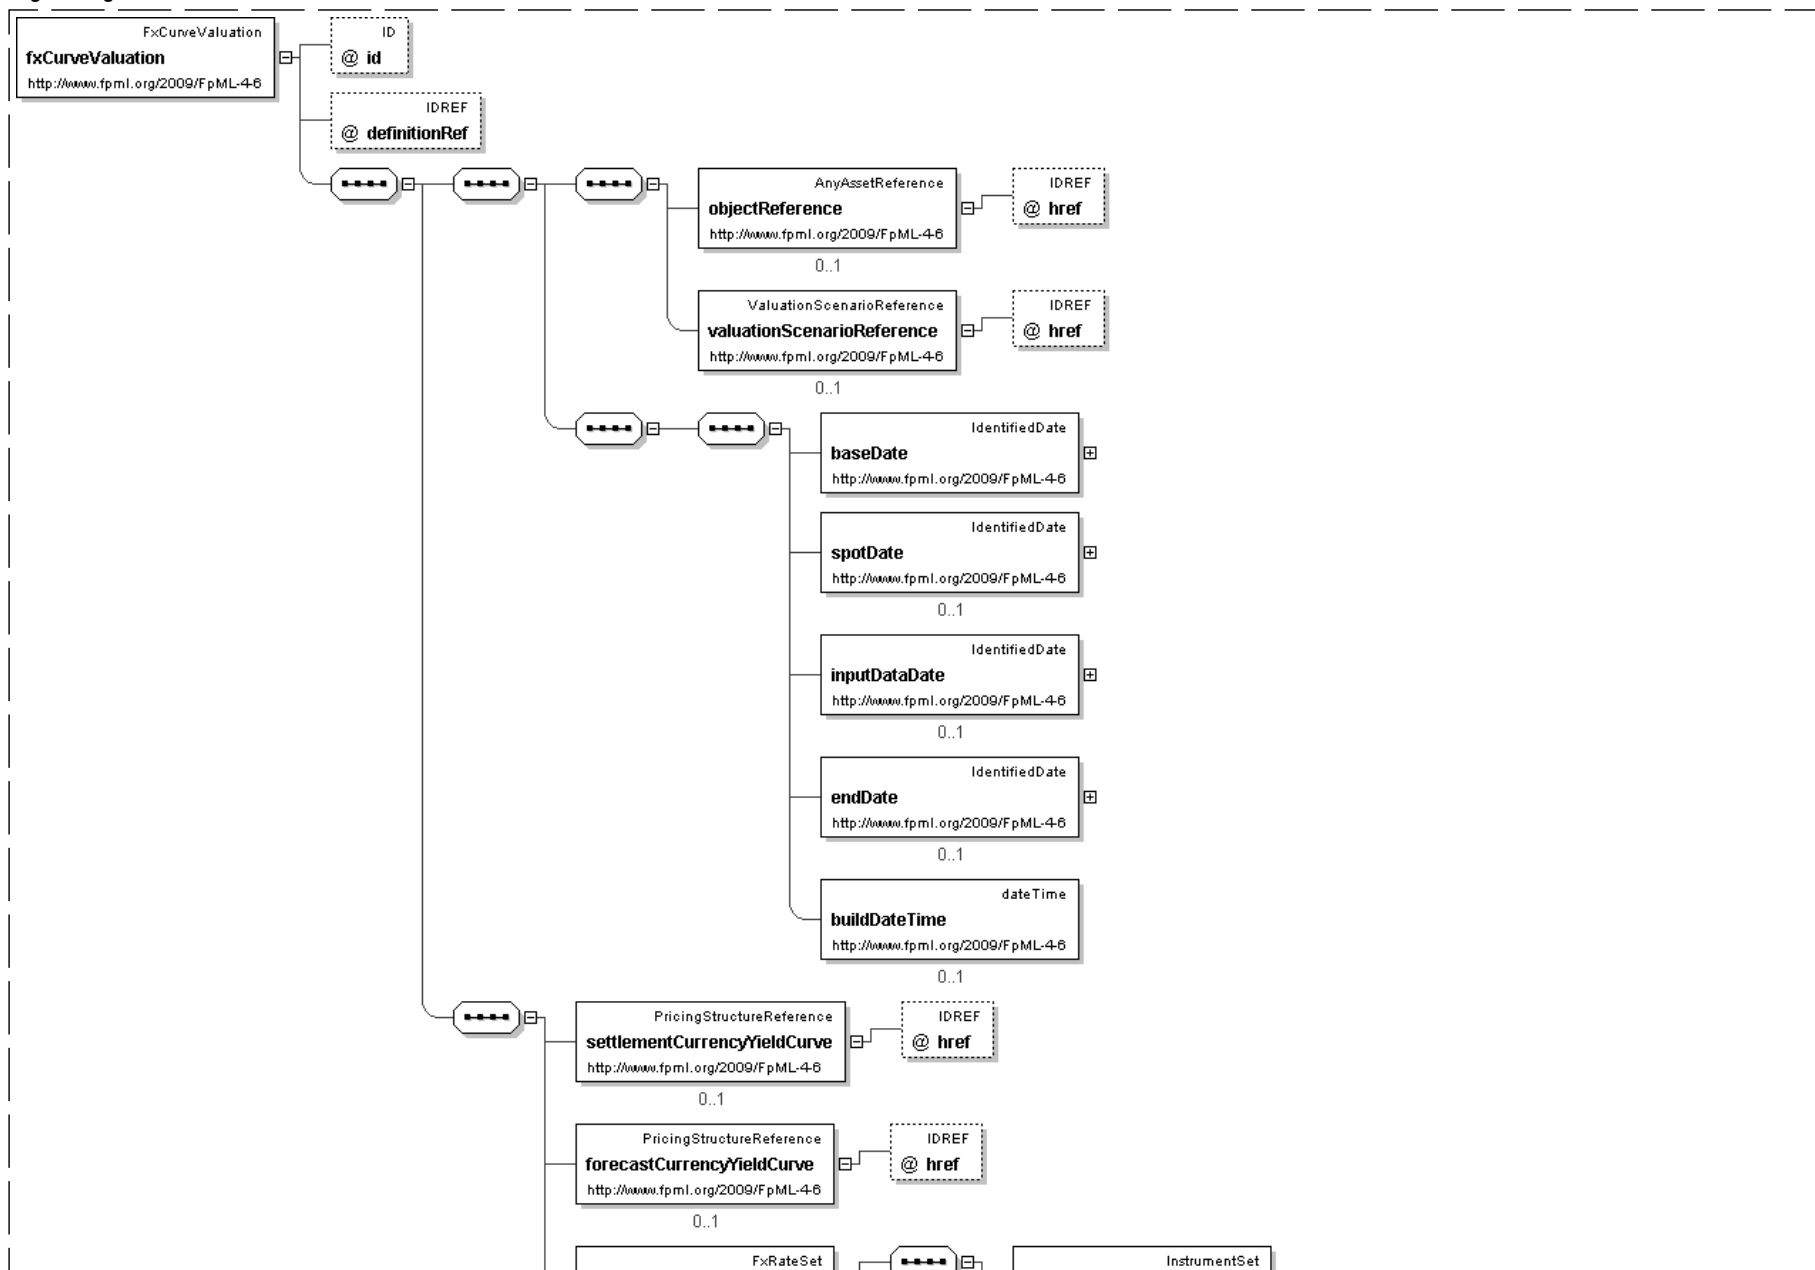 FxCurveValuation
fxCurveValuation
http://www.fpml.org/2009/FpML-4-6
ID
@ id
IDREF
@ definitionRef
AnyAssetReference
objectReference
http://www.fpml.org/2009/FpML-4-6
0..1
IDREF
@ href
ValuationScenarioReference
valuationScenarioReference
http://www.fpml.org/2009/FpML-4-6
0..1
IDREF
@ href
IdentifiedDate
baseDate
http://www.fpml.org/2009/FpML-4-6
IdentifiedDate
spotDate
http://www.fpml.org/2009/FpML-4-6
0..1
IdentifiedDate
inputDataDate
http://www.fpml.org/2009/FpML-4-6
0..1
IdentifiedDate
endDate
http://www.fpml.org/2009/FpML-4-6
0..1
dateTime
buildDateTime
http://www.fpml.org/2009/FpML-4-6
0..1
PricingStructureReference
settlementCurrencyYieldCurve
http://www.fpml.org/2009/FpML-4-6
0..1
IDREF
@ href
PricingStructureReference
forecastCurrencyYieldCurve
http://www.fpml.org/2009/FpML-4-6
0..1
IDREF
@ href
FxRateSet
InstrumentSet